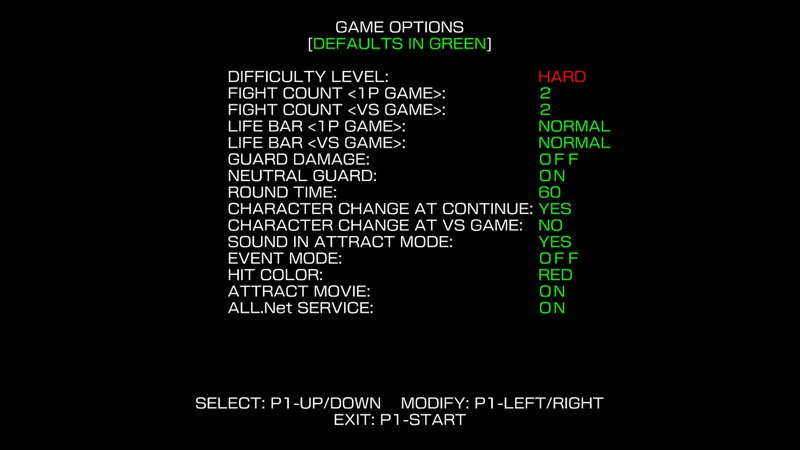 GAME OPTIONS
[DEFAULTS IN GREEN]
DIFFICULTY LEVEL: HARD
FIGHT COUNT <1P GAME>: 2
FIGHT COUNT <VS GAME>: 2
LIFE BAR <1P GAME>: NORMAL
LIFE BAR <VS GAME>: NORMAL
GUARD DAMAGE: OFF
NEUTRAL GUARD: ON
ROUND TIME: 60
CHARACTER CHANGE AT CONTINUE: YES
CHARACTER CHANGE AT VS GAME: NO
SOUND IN ATTRACT MODE: YES
EVENT MODE: OFF
HIT COLOR: RED
ATTRACT MOVIE: ON
ALL.Net SERVICE: ON
SELECT: P1-UP/DOWN MODIFY: P1-LEFT/RIGHT
EXIT: P1-START